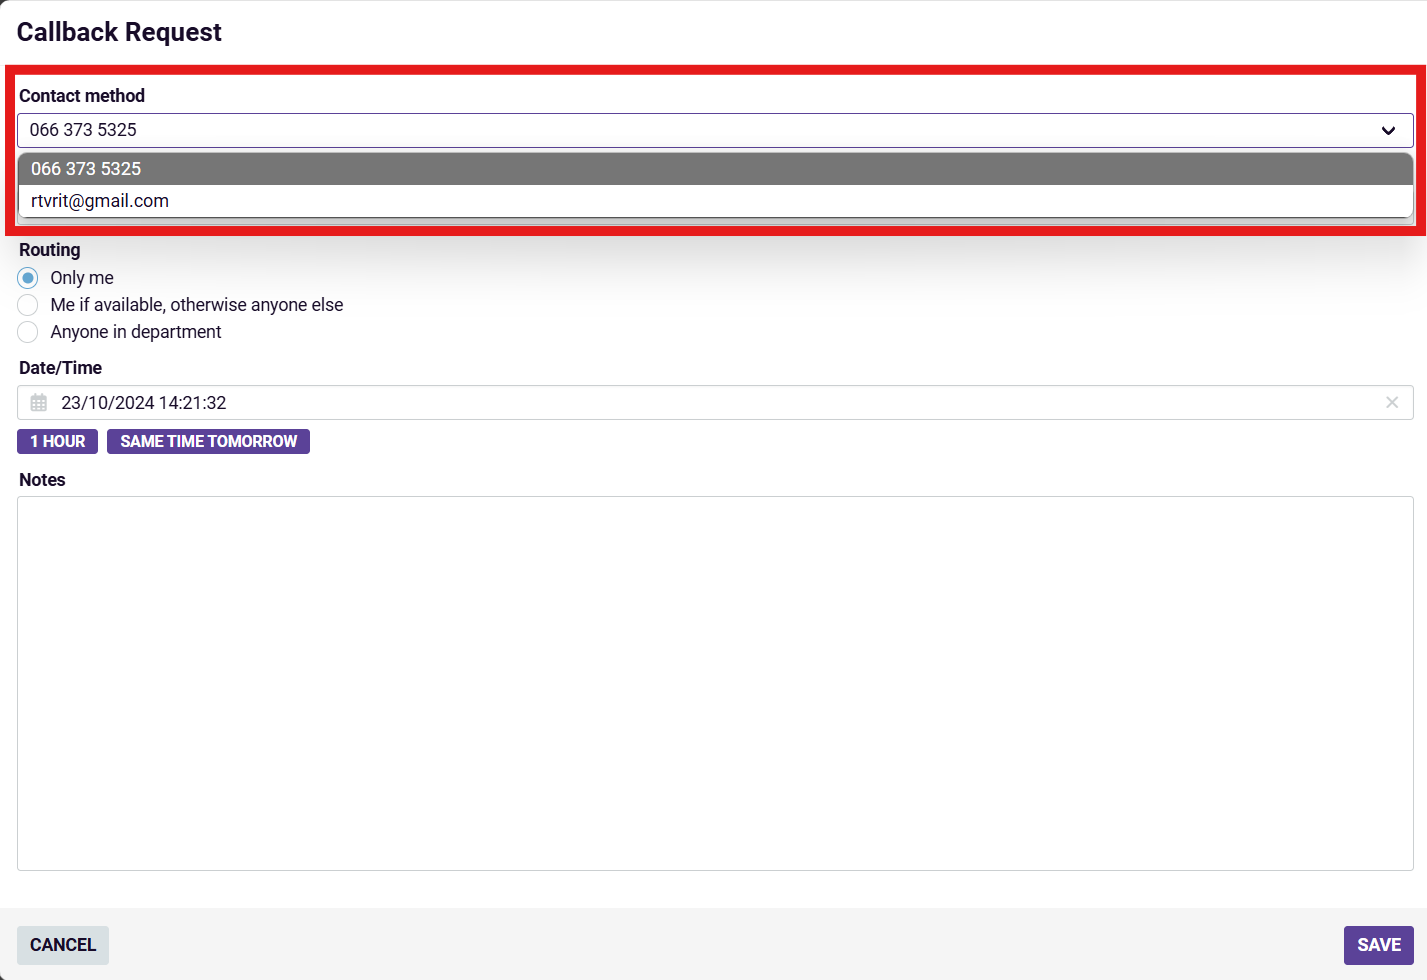 Callback Request
Contact method
066 373 5325
066 373 5325
rtvrit@gmail.com
Routing
Only me
Me if available, otherwise anyone else
Anyone in department
Date/Time
23/10/2024 14:21:32
1 HOUR SAME TIME TOMORROW
Notes
CANCEL SAVE